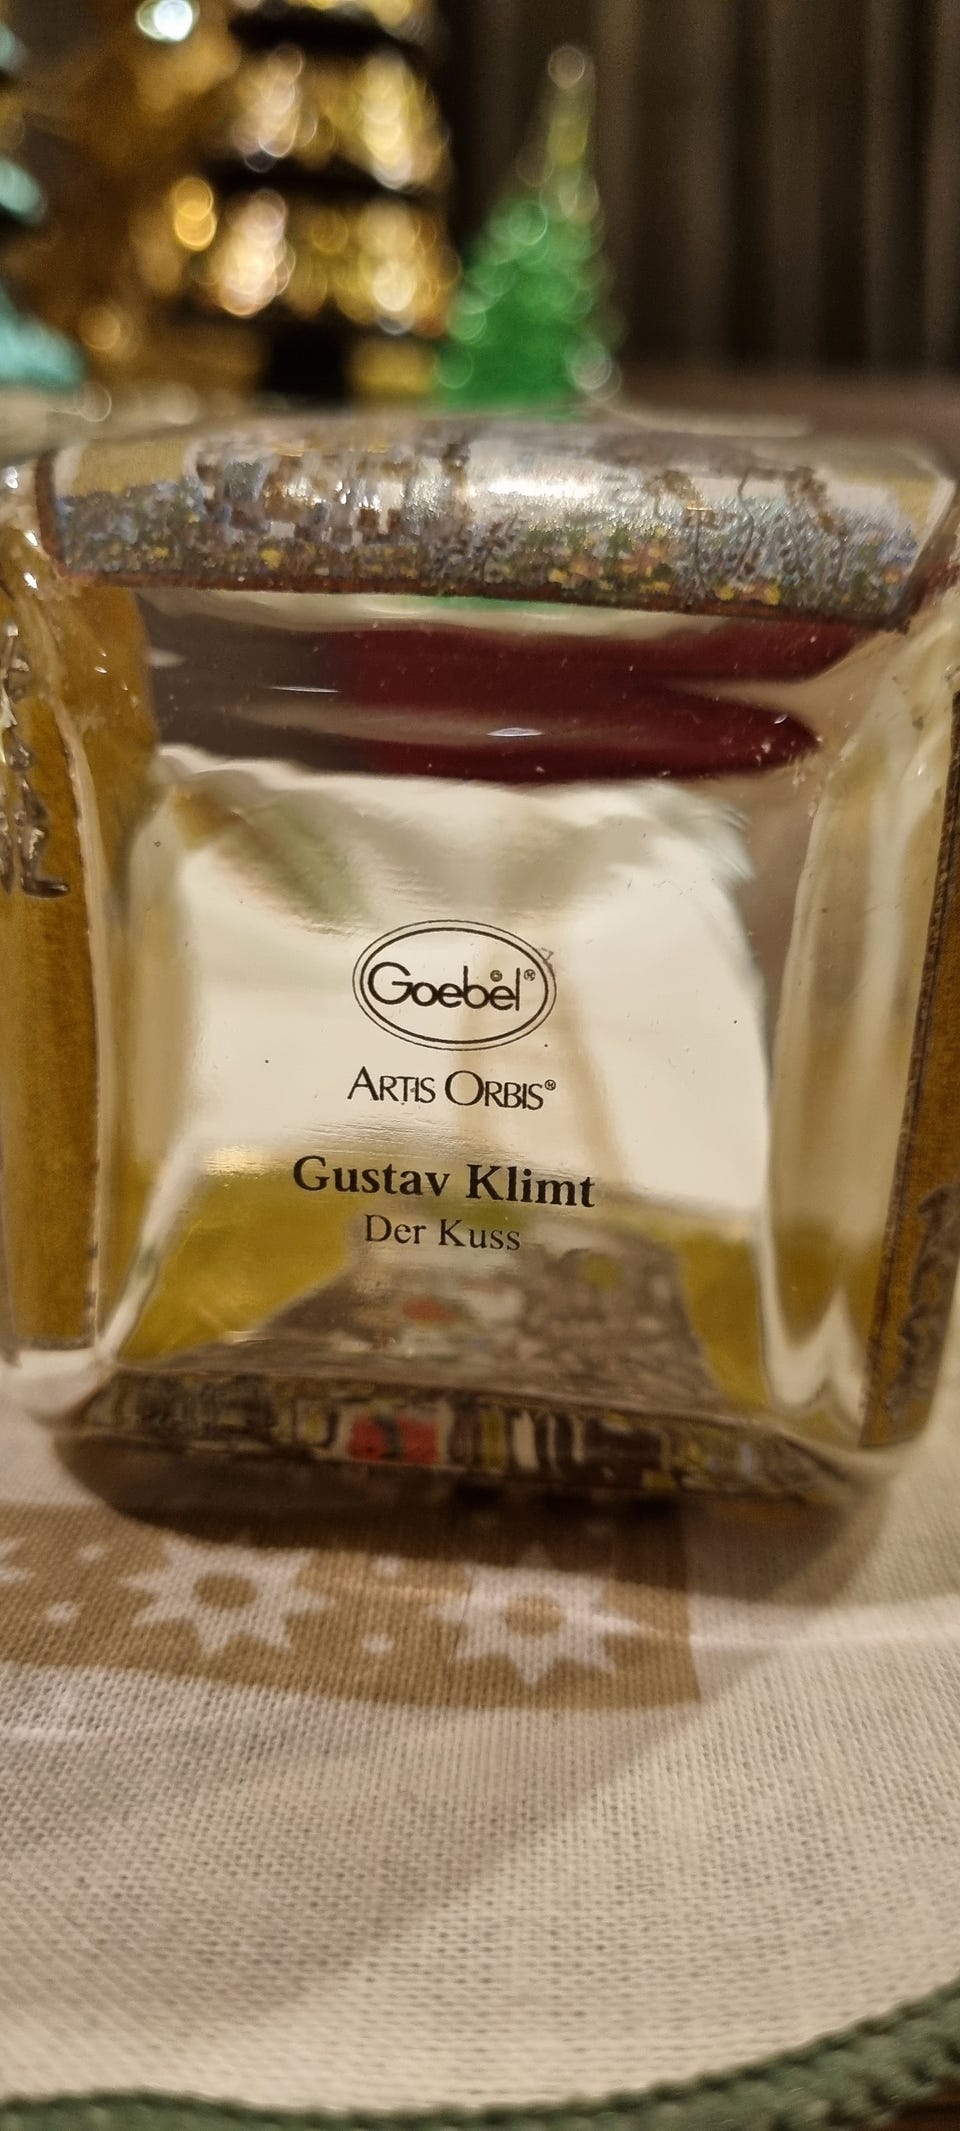 Goebel®
ARTIS ORBIS®
Gustav Klimt
Der Kuss